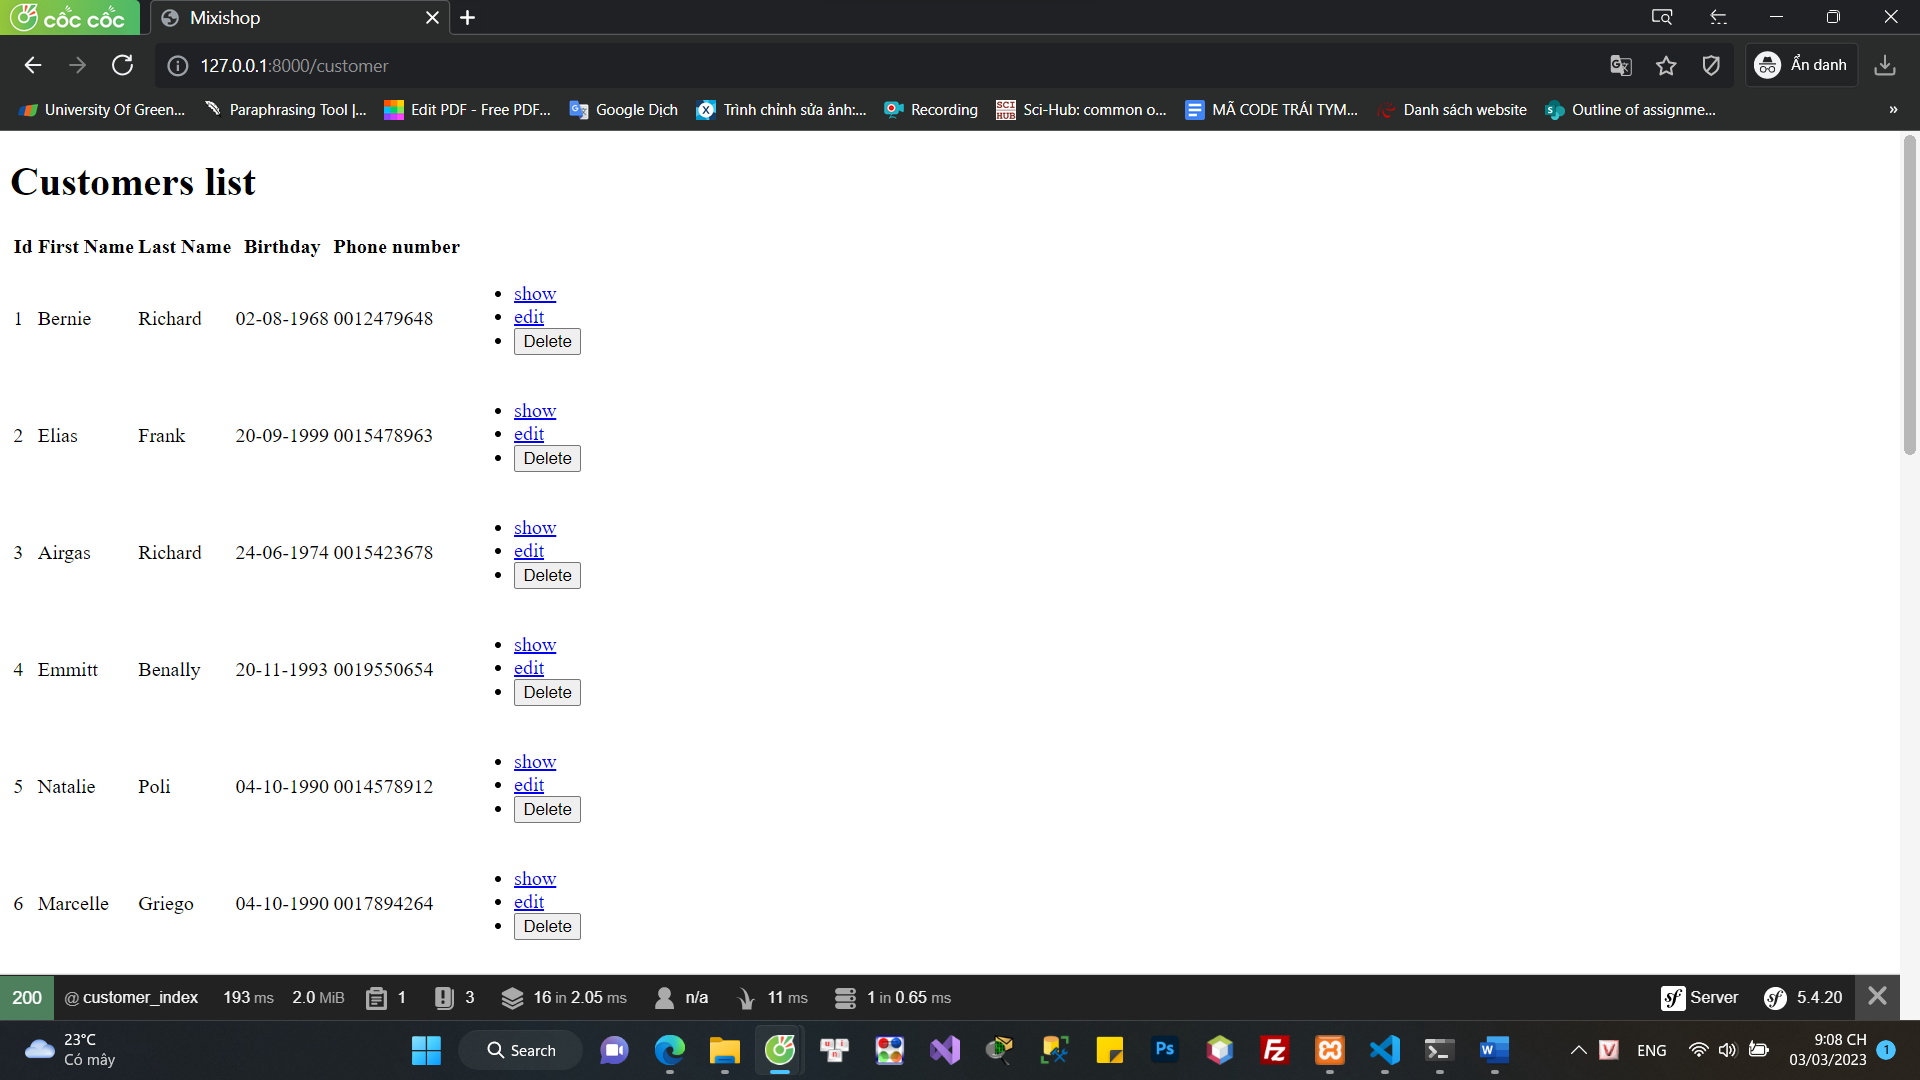 cốc cốc
Mixishop
127.0.0.1:8000/customer
Ẩn danh
University Of Green...
Paraphrasing Tool |...
Edit PDF - Free PDF...
Google Dịch
Trình chỉnh sửa ảnh:...
Recording
SCI HUB
Sci-Hub: common o...
MÃ CODE TRÁI TYM...
Danh sách website
Outline of assignme...
»
Customers list
Id First Name Last Name Birthday Phone number
show
edit
1 Bernie Richard 02-08-1968 0012479648
Delete
show
edit
2 Elias Frank 20-09-1999 0015478963
Delete
show
edit
3 Airgas Richard 24-06-1974 0015423678
Delete
show
edit
4 Emmitt Benally 20-11-1993 0019550654
Delete
show
edit
5 Natalie Poli 04-10-1990 0014578912
Delete
show
edit
6 Marcelle Griego 04-10-1990 0017894264
Delete
200 @ customer_index 193 ms 2.0 MiB 1 3 16 in 2.05 ms n/a 11 ms 1 in 0.65 ms sf Server sf 5.4.20
23°C
Có mây
Search
Ps
Fz
W
V
ENG
9:08 CH
03/03/2023
1